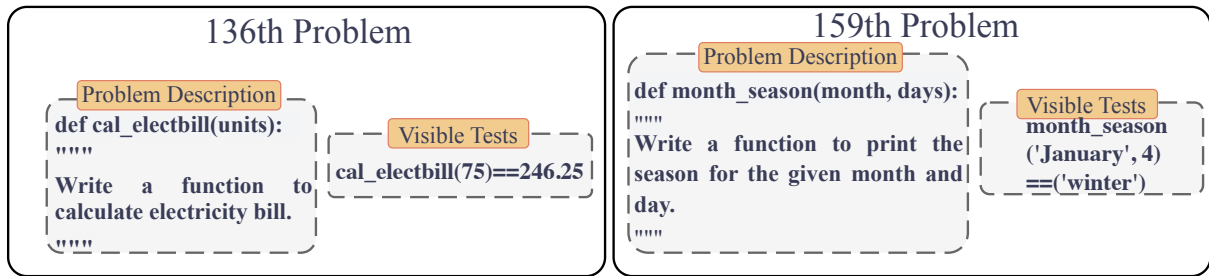 136th Problem
Problem Description
def cal_electbill(units):
"""
Write a function to
calculate electricity bill.
"""
Visible Tests
cal_electbill(75)==246.25
159th Problem
Problem Description
def month_season(month, days):
"""
Write a function to print the
season for the given month and
day.
"""
Visible Tests
month_season
('January', 4)
==('winter')